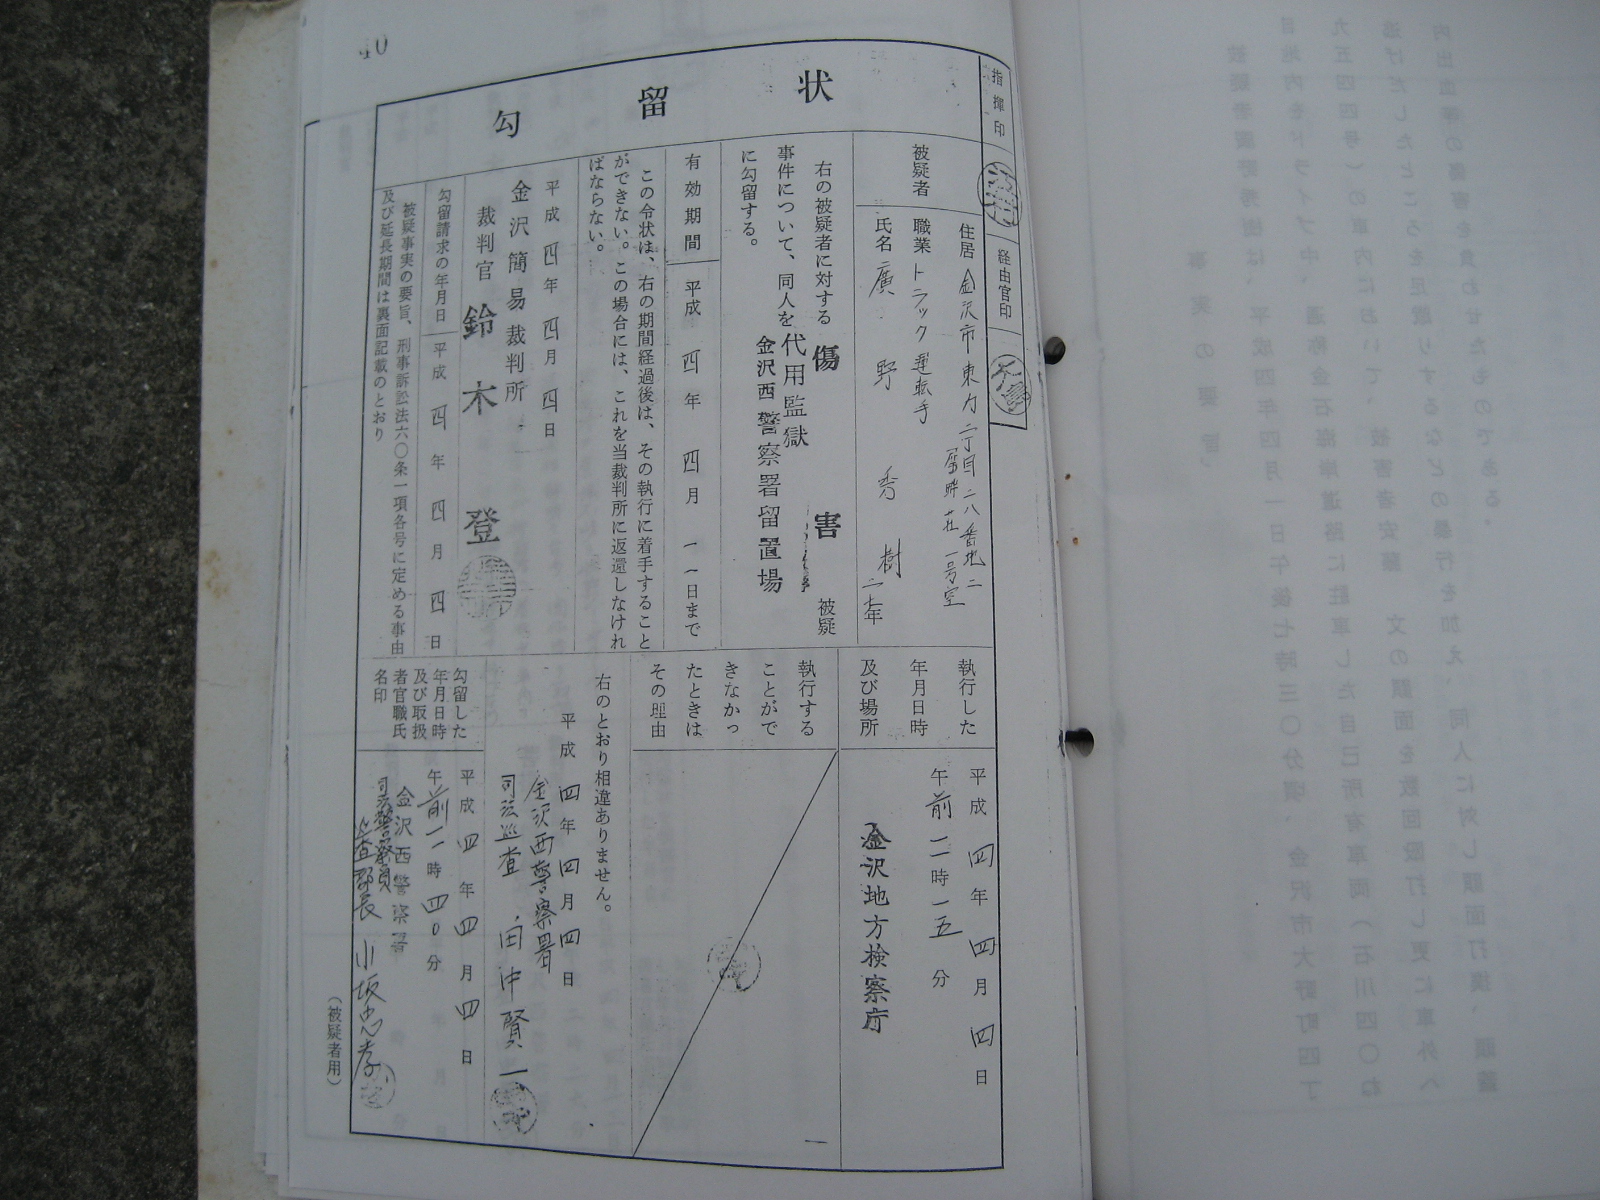 40
指揮印
経由官印
勾留状
被疑者
住居 金沢市東力二丁目二八番地二
一号室
職業 トラック運転手
氏名 廣野秀樹
二七年
右の被疑者に対する 傷害 被疑
事件について、同人を 代用監獄
金沢西警察署留置場
に勾留する。
有効期間 平成 四年 四月 一一日まで
この令状は、右の期間経過後は、その執行に着手すること
ができない。この場合には、これを当裁判所に返還しなけれ
ばならない。
平成 四年 四月 四日
金沢簡易裁判所
裁判官 鈴木登
勾留請求の年月日 平成 四年 四月 四日
被疑事実の要旨、刑事訴訟法六〇条一項各号に定める事由
及び延長期間は裏面記載のとおり
執行した
年月日時
及び場所
平成 四年 四月 四日
午前 一一時 一五分
金沢地方検察庁
執行する
ことがで
きなかっ
たときは
その理由
右のとおり相違ありません。
平成 四年 四月 四日
金沢西警察署
司法巡査 田中賢一
勾留した
年月日時
及び取扱
者官職氏
名印
平成 四年 四月 四日
午前 一一時 四〇分
金沢西警察署
司法警察員
巡査部長 小坂忠孝
(被疑者用)